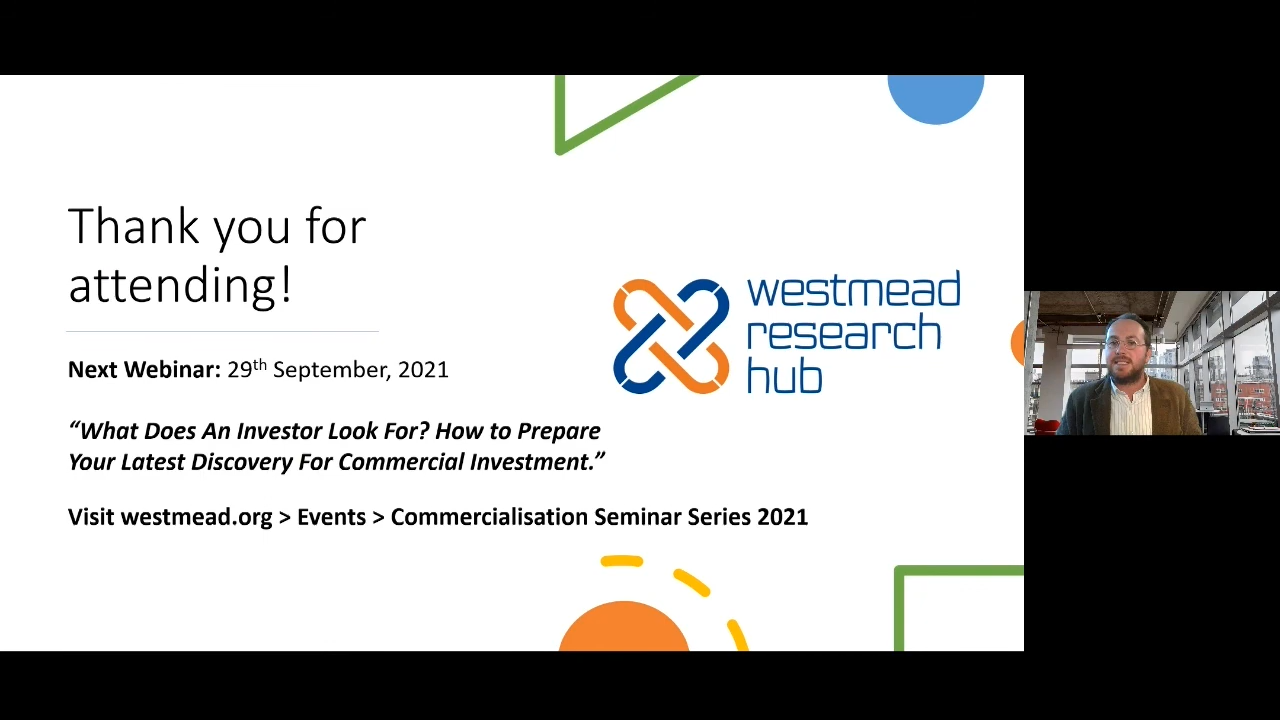 Thank you for
attending!
Next Webinar: 29th September, 2021
“What Does An Investor Look For? How to Prepare
Your Latest Discovery For Commercial Investment.”
Visit westmead.org > Events > Commercialisation Seminar Series 2021
westmead
research
hub